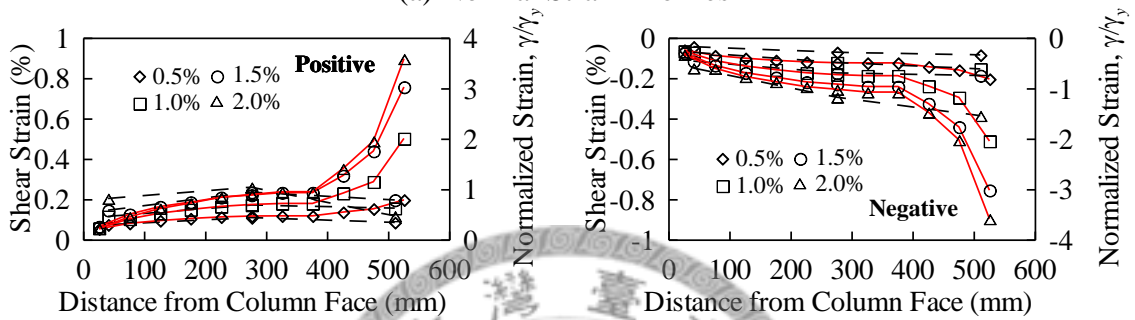 Shear Strain (%)
1
0.8
0.6
0.4
0.2
0
Positive
0.5% 1.5%
1.0% 2.0%
4
3
2
1
0
Normalized Strain, γ/γy
0 100 200 300 400 500 600
Distance from Column Face (mm)
Shear Strain (%)
0
-0.2
-0.4
-0.6
-0.8
-1
0.5% 1.5%
1.0% 2.0%
Negative
0
-1
-2
-3
-4
Normalized Strain, γ/γy
0 100 200 300 400 500 600
Distance from Column Face (mm)
灣 臺